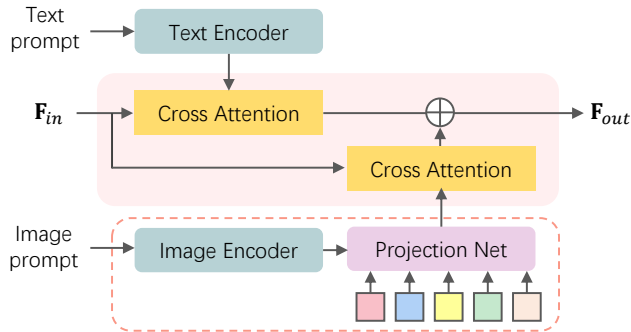 Text
prompt
Text Encoder
F_in
Cross Attention
F_out
Cross Attention
Image
prompt
Image Encoder
Projection Net